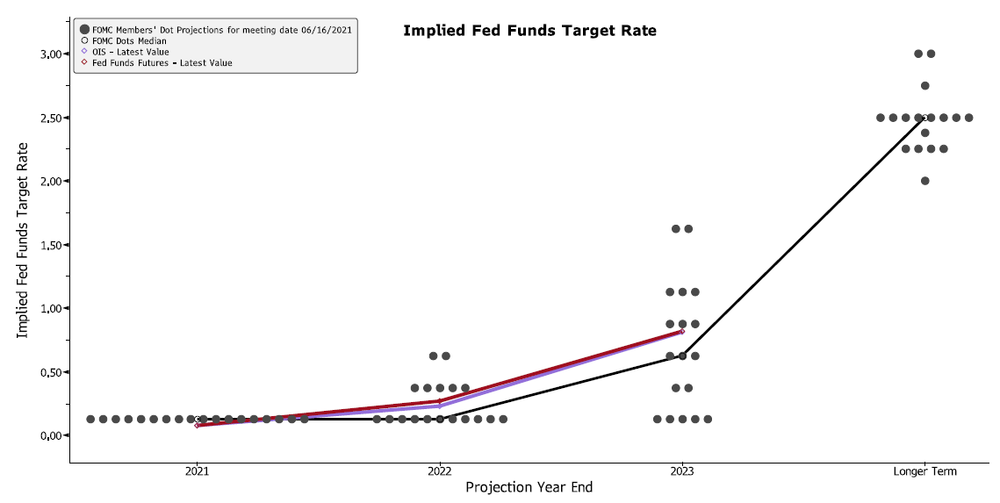 Implied Fed Funds Target Rate
FOMC Members' Dot Projections for meeting date 06/16/2021
FOMC Dots Median
OIS - Latest Value
Fed Funds Futures - Latest Value
Implied Fed Funds Target Rate
3.00
2.50
2.00
1.50
1.00
0.50
0.00
2021
2022
2023
Longer Term
Projection Year End